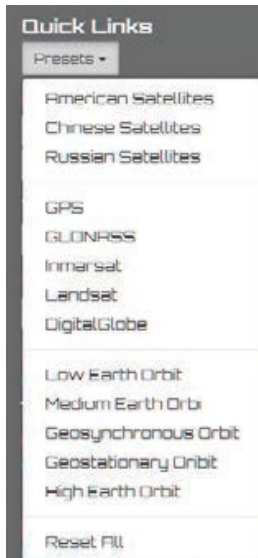 Quick Links
Presets
American Satellites
Chinese Satellites
Russian Satellites
GPS
GLONASS
Inmarsat
Landsat
DigitalGlobe
Low Earth Orbit
Medium Earth Orbi
Geosynchronous Orbit
Geostationary Oribit
High Earth Orbit
Reset All